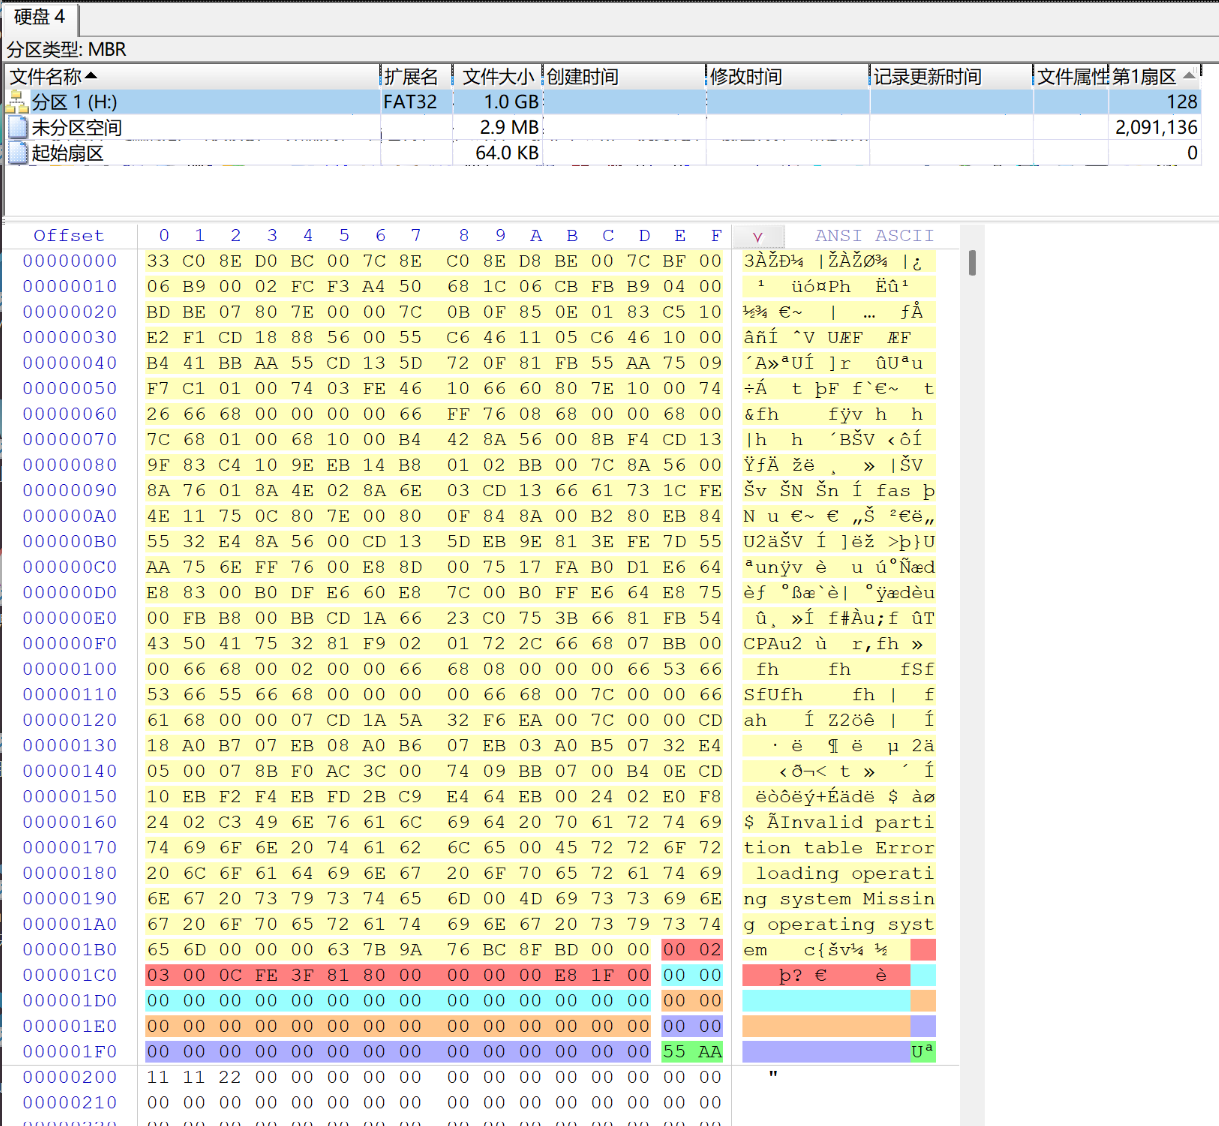 硬盘 4
分区类型: MBR
文件名称 扩展名 文件大小 创建时间 修改时间 记录更新时间 文件属性 第1扇区
分区 1 (H:) FAT32 1.0 GB 128
未分区空间 2.9 MB 2,091,136
起始扇区 64.0 KB 0
Offset 0 1 2 3 4 5 6 7 8 9 A B C D E F ANSI ASCII
00000000 33 C0 8E D0 BC 00 7C 8E C0 8E D8 BE 00 7C BF 00 3ÀŽÐ¼ |ŽÀŽØ¾ |¿
00000010 06 B9 00 02 FC F3 A4 50 68 1C 06 CB FB B9 04 00 ¹ üó¤Ph Ëû¹
00000020 BD BE 07 80 7E 00 00 7C 0B 0F 85 0E 01 83 C5 10 ½¾ €~ | … ƒÅ
00000030 E2 F1 CD 18 88 56 00 55 C6 46 11 05 C6 46 10 00 âñÍ ˆV UÆF ÆF
00000040 B4 41 BB AA 55 CD 13 5D 72 0F 81 FB 55 AA 75 09 ´A»ªUÍ ]r ûUªu
00000050 F7 C1 01 00 74 03 FE 46 10 66 60 80 7E 10 00 74 ÷Á t þF f`€~ t
00000060 26 66 68 00 00 00 00 66 FF 76 08 68 00 00 68 00 &fh fÿv h h
00000070 7C 68 01 00 68 10 00 B4 42 8A 56 00 8B F4 CD 13 |h h ´BŠV ‹ôÍ
00000080 9F 83 C4 10 9E EB 14 B8 01 02 BB 00 7C 8A 56 00 ŸƒÄ žë ¸ » |ŠV
00000090 8A 76 01 8A 4E 02 8A 6E 03 CD 13 66 61 73 1C FE Šv ŠN Šn Í fas þ
000000A0 4E 11 75 0C 80 7E 00 80 0F 84 8A 00 B2 80 EB 84 N u €~ € „Š ²€ë„
000000B0 55 32 E4 8A 56 00 CD 13 5D EB 9E 81 3E FE 7D 55 U2äŠV Í ]ëž >þ}U
000000C0 AA 75 6E FF 76 00 E8 8D 00 75 17 FA B0 D1 E6 64 ªunÿv è u ú°Ñæd
000000D0 E8 83 00 B0 DF E6 60 E8 7C 00 B0 FF E6 64 E8 75 èƒ °ßæ`è| °ÿædèu
000000E0 00 FB B8 00 BB CD 1A 66 23 C0 75 3B 66 81 FB 54 û¸ »Í f#Àu;f ûT
000000F0 43 50 41 75 32 81 F9 02 01 72 2C 66 68 07 BB 00 CPAu2 ù r,fh »
00000100 00 66 68 00 02 00 00 66 68 08 00 00 00 66 53 66 fh fh fSf
00000110 53 66 55 66 68 00 00 00 00 66 68 00 7C 00 00 66 SfUfh fh | f
00000120 61 68 00 00 07 CD 1A 5A 32 F6 EA 00 7C 00 00 CD ah Í Z2öê | Í
00000130 18 A0 B7 07 EB 08 A0 B6 07 EB 03 A0 B5 07 32 E4 · ë ¶ ë µ 2ä
00000140 05 00 07 8B F0 AC 3C 00 74 09 BB 07 00 B4 0E CD ‹ð¬< t » ´ Í
00000150 10 EB F2 F4 EB FD 2B C9 E4 64 EB 00 24 02 E0 F8 ëòôëý+Éädë $ àø
00000160 24 02 C3 49 6E 76 61 6C 69 64 20 70 61 72 74 69 $ ÃInvalid parti
00000170 74 69 6F 6E 20 74 61 62 6C 65 00 45 72 72 6F 72 tion table Error
00000180 20 6C 6F 61 64 69 6E 67 20 6F 70 65 72 61 74 69 loading operati
00000190 6E 67 20 73 79 73 74 65 6D 00 4D 69 73 73 69 6E ng system Missin
000001A0 67 20 6F 70 65 72 61 74 69 6E 67 20 73 79 73 74 g operating syst
000001B0 65 6D 00 00 00 63 7B 9A 76 BC 8F BD 00 00 00 02 em c{šv¼ ½
000001C0 03 00 0C FE 3F 81 80 00 00 00 00 E8 1F 00 00 00 þ? € è
000001D0 00 00 00 00 00 00 00 00 00 00 00 00 00 00 00 00
000001E0 00 00 00 00 00 00 00 00 00 00 00 00 00 00 00 00
000001F0 00 00 00 00 00 00 00 00 00 00 00 00 00 00 55 AA Uª
00000200 11 11 22 00 00 00 00 00 00 00 00 00 00 00 00 00 "
00000210 00 00 00 00 00 00 00 00 00 00 00 00 00 00 00 00